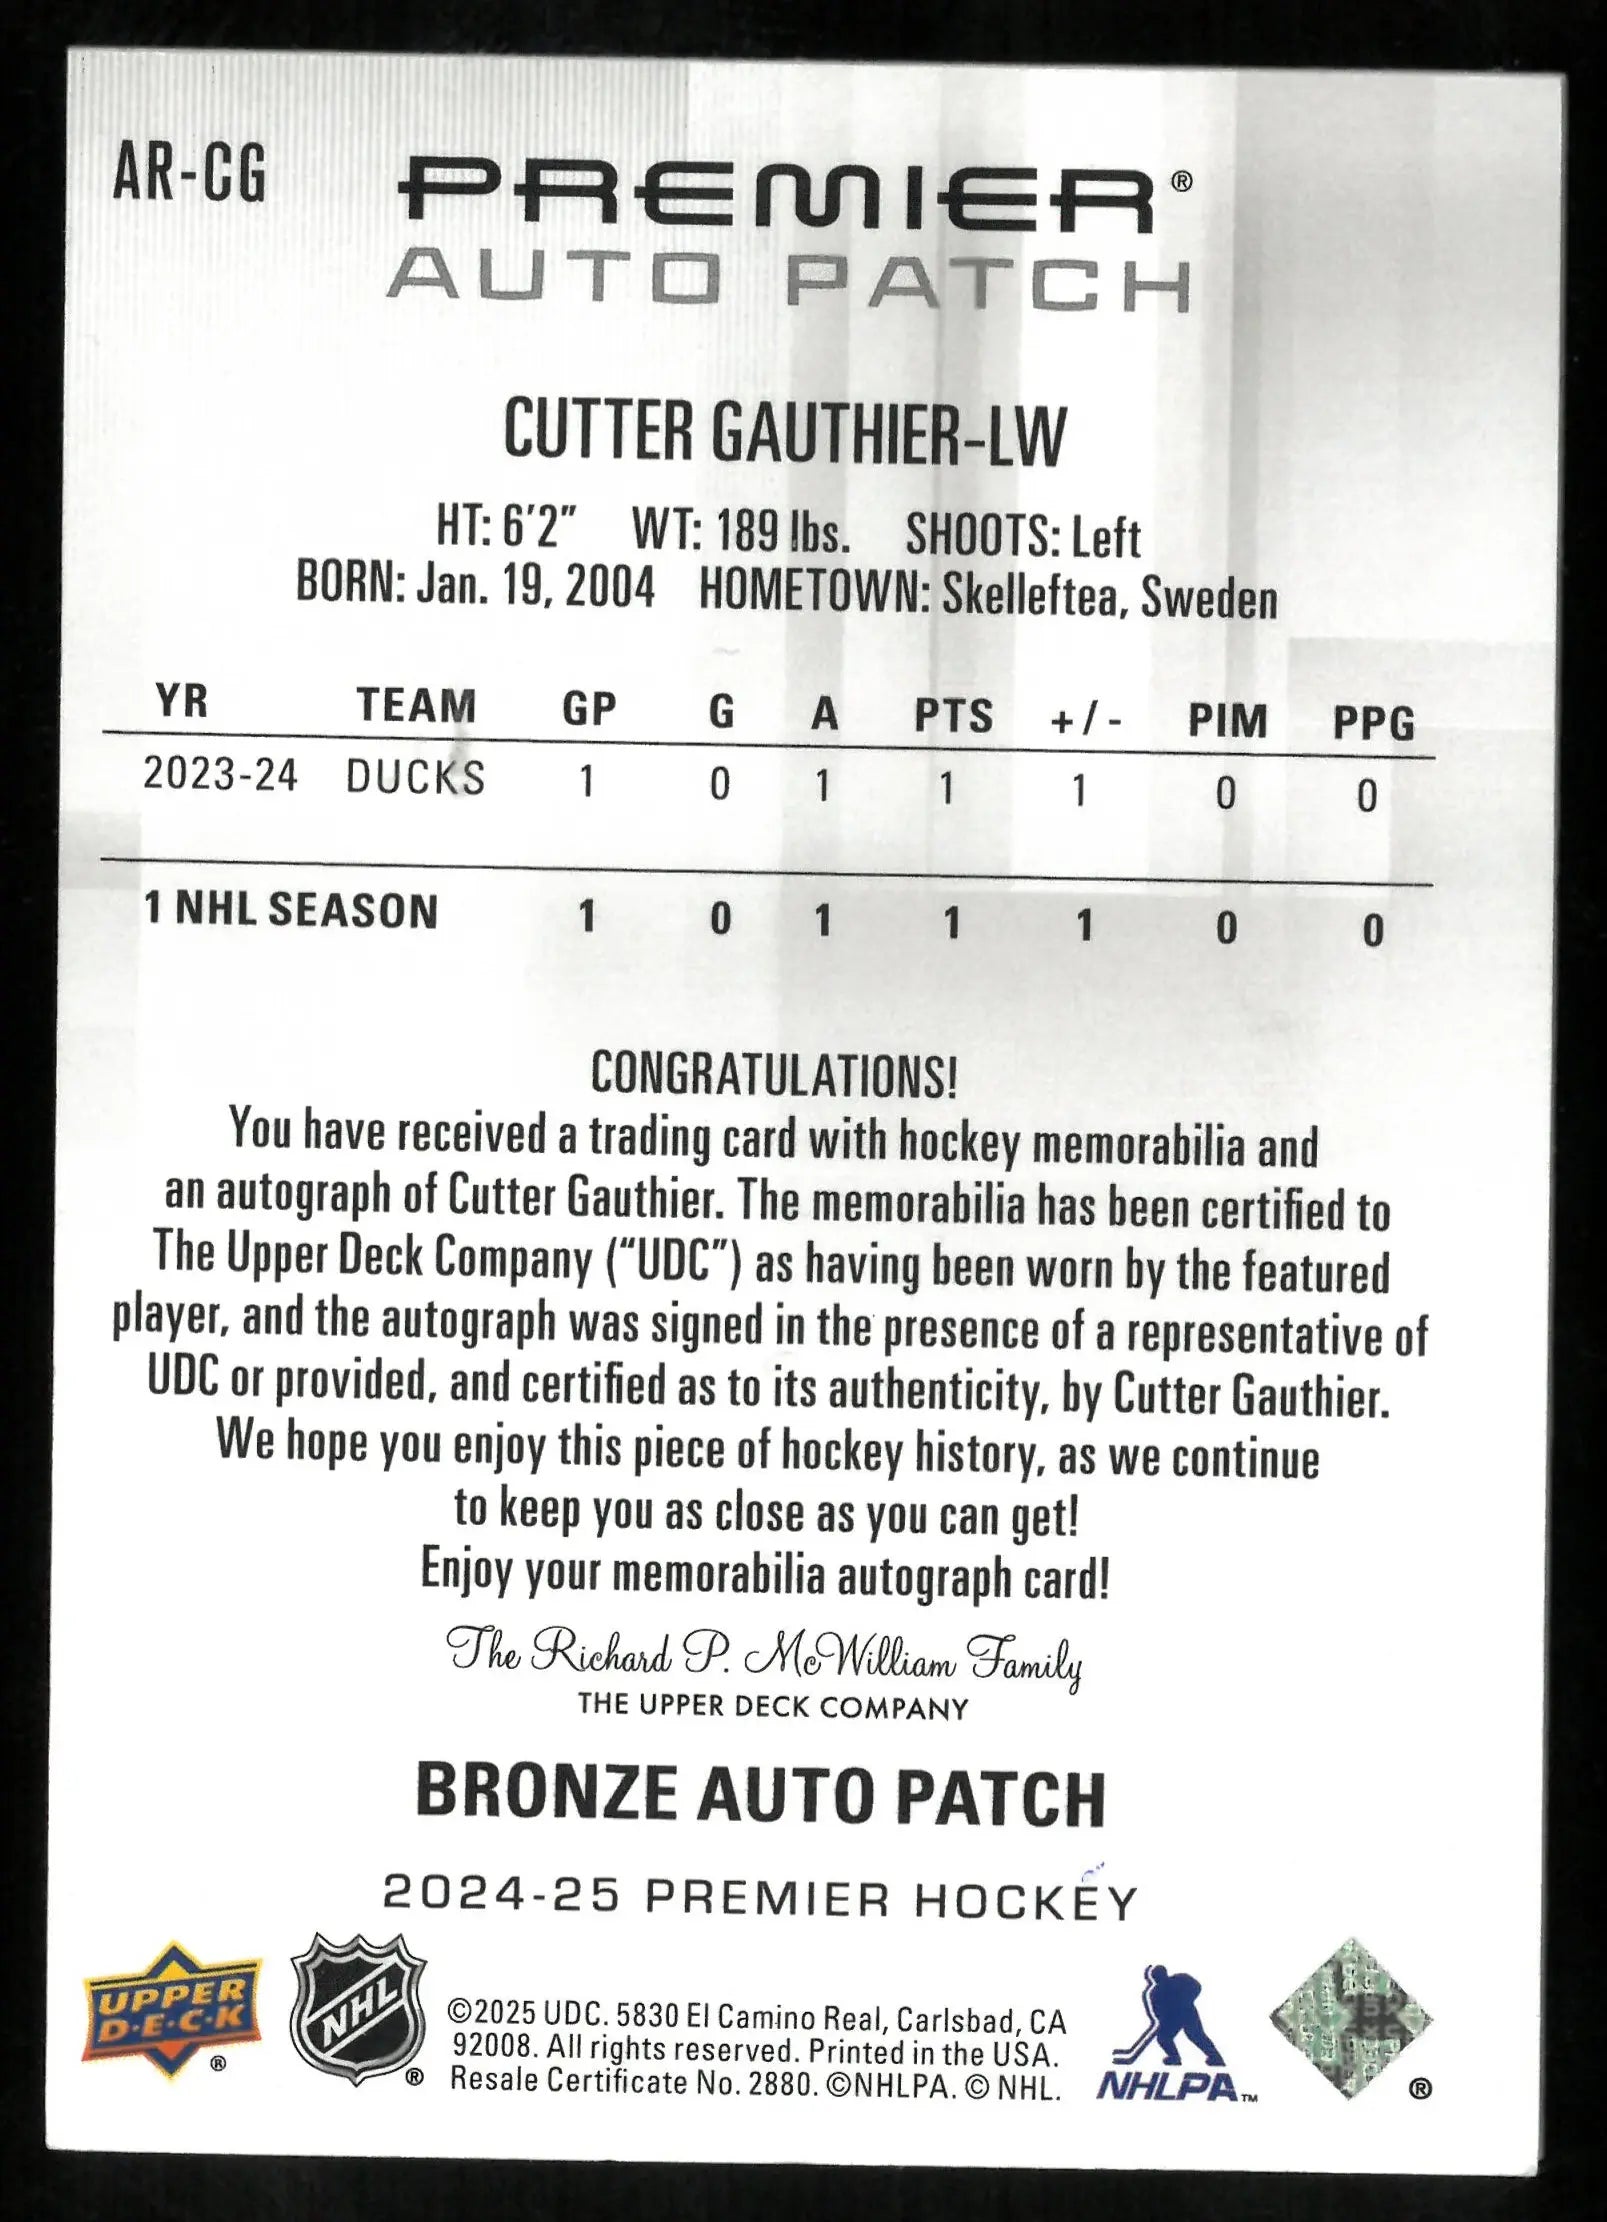 AR-CG
PREMIER®
AUTO PATCH
CUTTER GAUTHIER-LW
HT: 6'2" WT: 189 lbs. SHOOTS: Left
BORN: Jan. 19, 2004 HOMETOWN: Skelleftea, Sweden
YR TEAM GP G A PTS +/- PIM PPG
2023-24 DUCKS 1 0 1 1 1 0 0
1 NHL SEASON 1 0 1 1 1 0 0
CONGRATULATIONS!
You have received a trading card with hockey memorabilia and
an autograph of Cutter Gauthier. The memorabilia has been certified to
The Upper Deck Company ("UDC") as having been worn by the featured
player, and the autograph was signed in the presence of a representative of
UDC or provided, and certified as to its authenticity, by Cutter Gauthier.
We hope you enjoy this piece of hockey history, as we continue
to keep you as close as you can get!
Enjoy your memorabilia autograph card!
The Richard P. McWilliam Family
THE UPPER DECK COMPANY
BRONZE AUTO PATCH
2024-25 PREMIER HOCKEY
UPPER
D·E·C·K
®
NHL
®
©2025 UDC. 5830 El Camino Real, Carlsbad, CA
92008. All rights reserved. Printed in the USA.
Resale Certificate No. 2880. ©NHLPA. © NHL.
NHLPA™
®